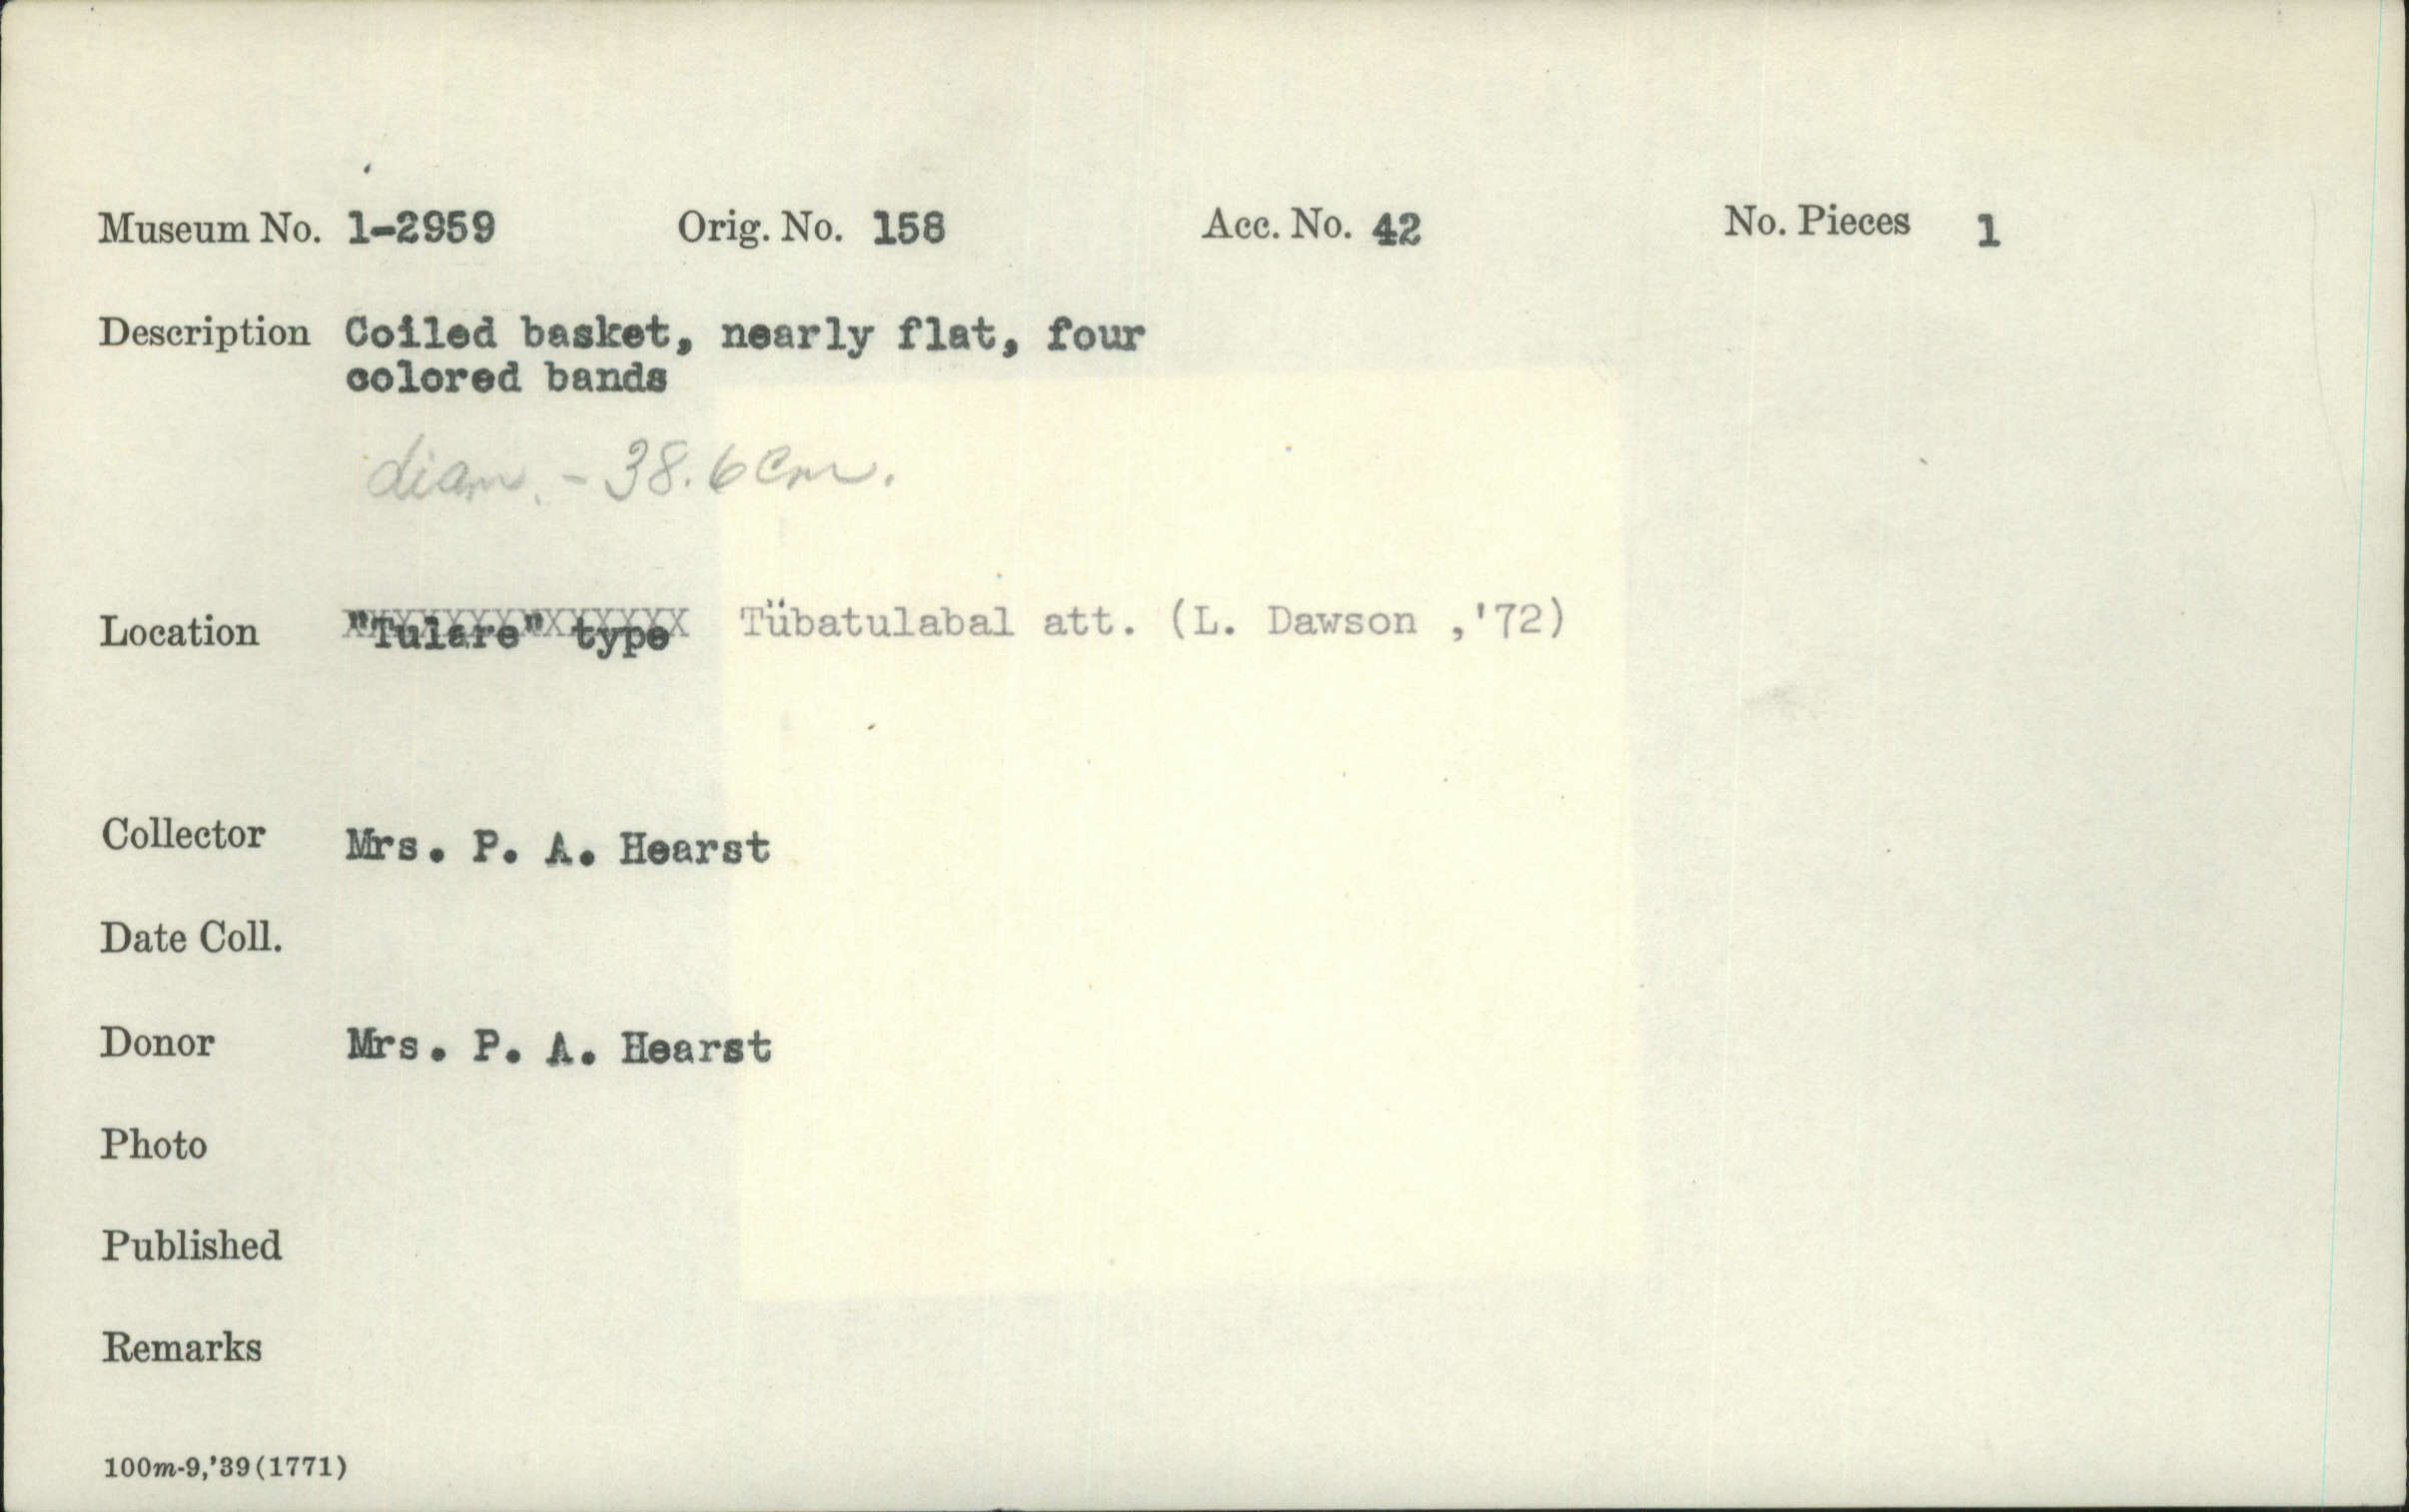 Museum No. 1-2959 Orig. No. 158 Acc. No. 42 No. Pieces 1
Description Coiled basket, nearly flat, four
colored bands
diam. - 38.6 cm.
Location "Tulare" type Tübatulabal att. (L. Dawson ,'72)
Collector Mrs. P. A. Hearst
Date Coll.
Donor Mrs. P. A. Hearst
Photo
Published
Remarks
100m-9,'39(1771)